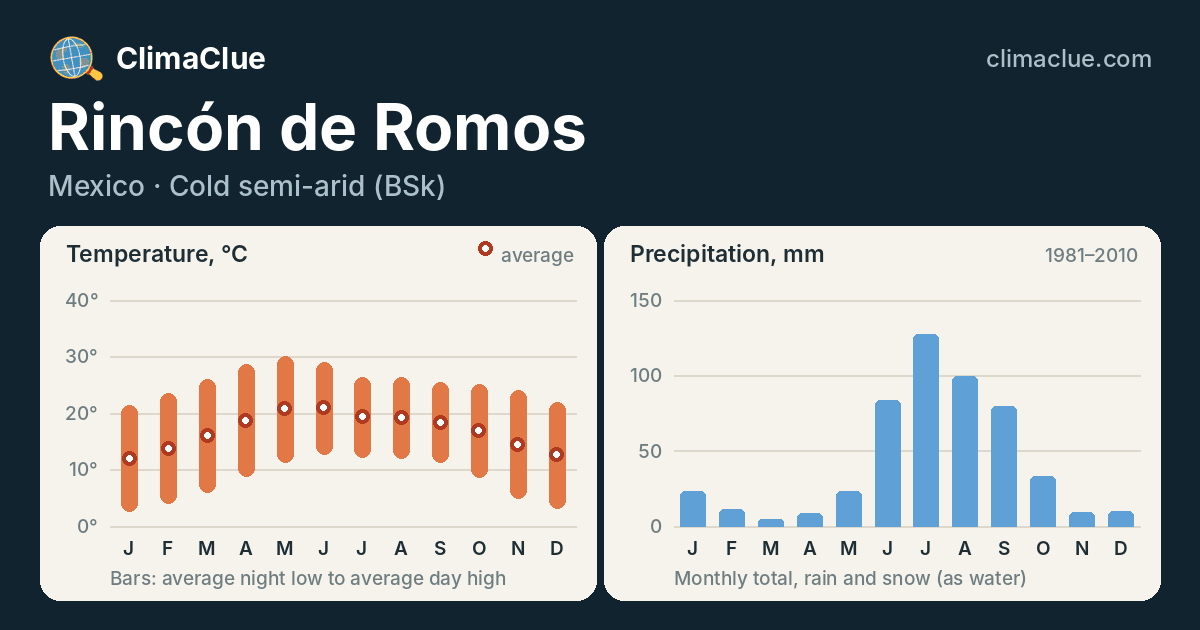 ClimaClue
climaclue.com
Rincón de Romos
Mexico · Cold semi-arid (BSk)
Temperature, °C
average
40°
30°
20°
10°
0°
J F M A M J J A S O N D
Bars: average night low to average day high
Precipitation, mm
1981–2010
150
100
50
0
J F M A M J J A S O N D
Monthly total, rain and snow (as water)